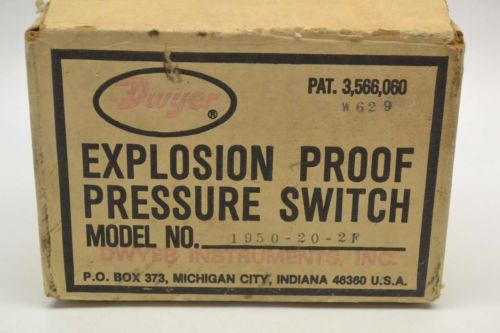 Dwyer ®
PAT. 3,566,060
W629
EXPLOSION PROOF
PRESSURE SWITCH
MODEL NO. 1950-20-2F
DWYER INSTRUMENTS, INC.
P.O. BOX 373, MICHIGAN CITY, INDIANA 46360 U.S.A.